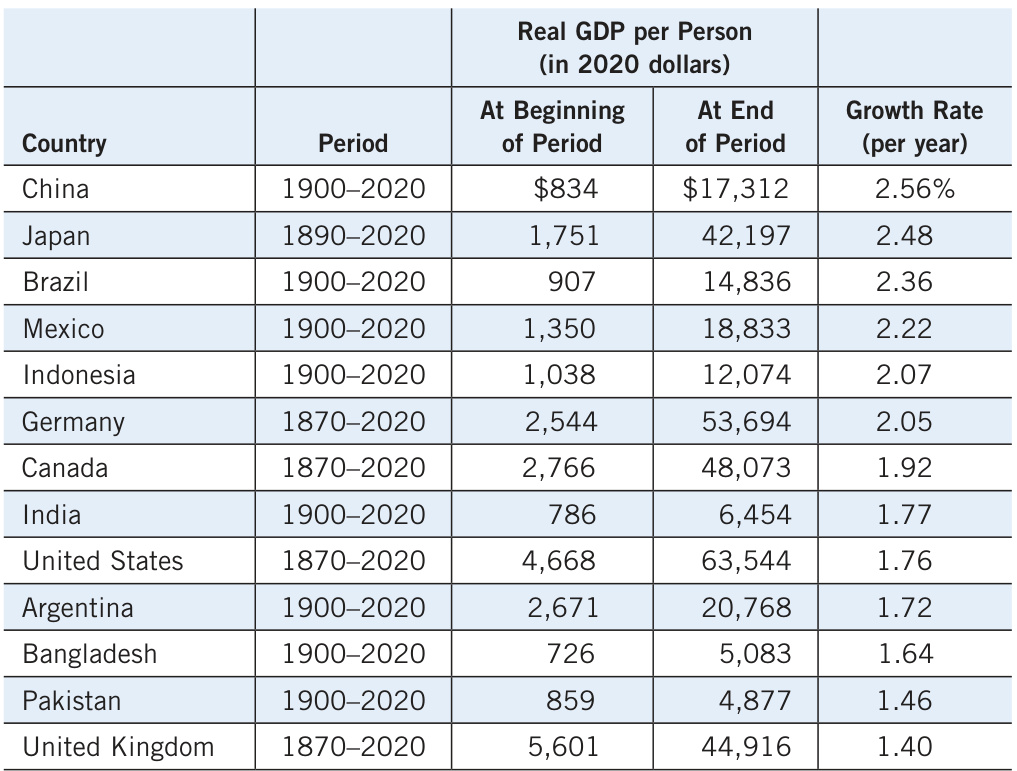 Real GDP per Person
(in 2020 dollars)
Country Period At Beginning of Period At End of Period Growth Rate (per year)
China 1900–2020 $834 $17,312 2.56%
Japan 1890–2020 1,751 42,197 2.48
Brazil 1900–2020 907 14,836 2.36
Mexico 1900–2020 1,350 18,833 2.22
Indonesia 1900–2020 1,038 12,074 2.07
Germany 1870–2020 2,544 53,694 2.05
Canada 1870–2020 2,766 48,073 1.92
India 1900–2020 786 6,454 1.77
United States 1870–2020 4,668 63,544 1.76
Argentina 1900–2020 2,671 20,768 1.72
Bangladesh 1900–2020 726 5,083 1.64
Pakistan 1900–2020 859 4,877 1.46
United Kingdom 1870–2020 5,601 44,916 1.40